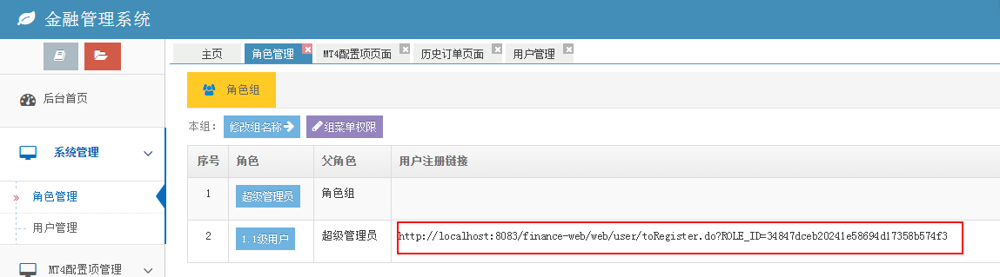 金融管理系统
主页 角色管理 MT4配置项页面 历史订单页面 用户管理
角色组
后台首页
本组： 修改组名称 组菜单权限
系统管理
序号 角色 父角色 用户注册链接
角色管理
1 超级管理员 角色组
用户管理
2 1.1级用户 超级管理员 http://localhost:8083/finance-web/web/user/toRegister.do?ROLE_ID=34847dceb20241e58694d17358b574f3
MT4配置项管理